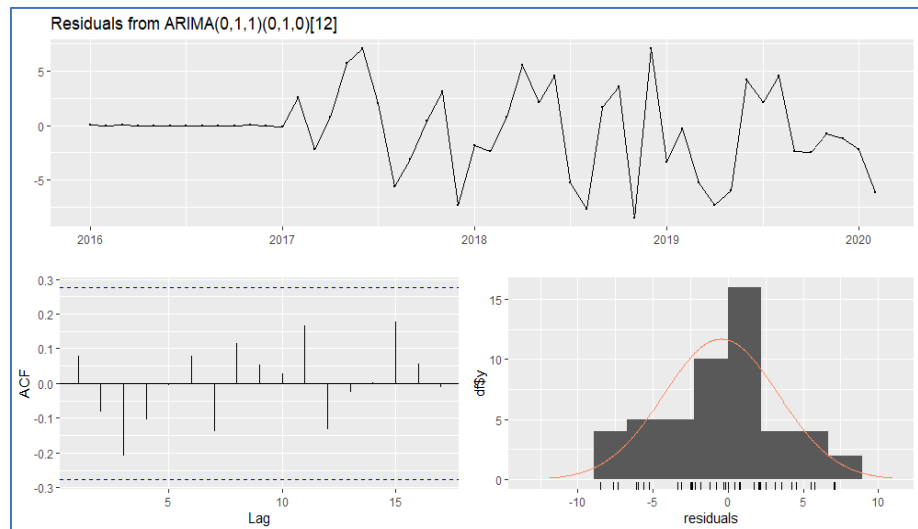 Residuals from ARIMA(0,1,1)(0,1,0)[12]
5
0
-5
2016 2017 2018 2019 2020
0.3
0.2
0.1
0.0
-0.1
-0.2
-0.3
ACF
5 10 15
Lag
15
10
5
0
df$y
-10 -5 0 5 10
residuals